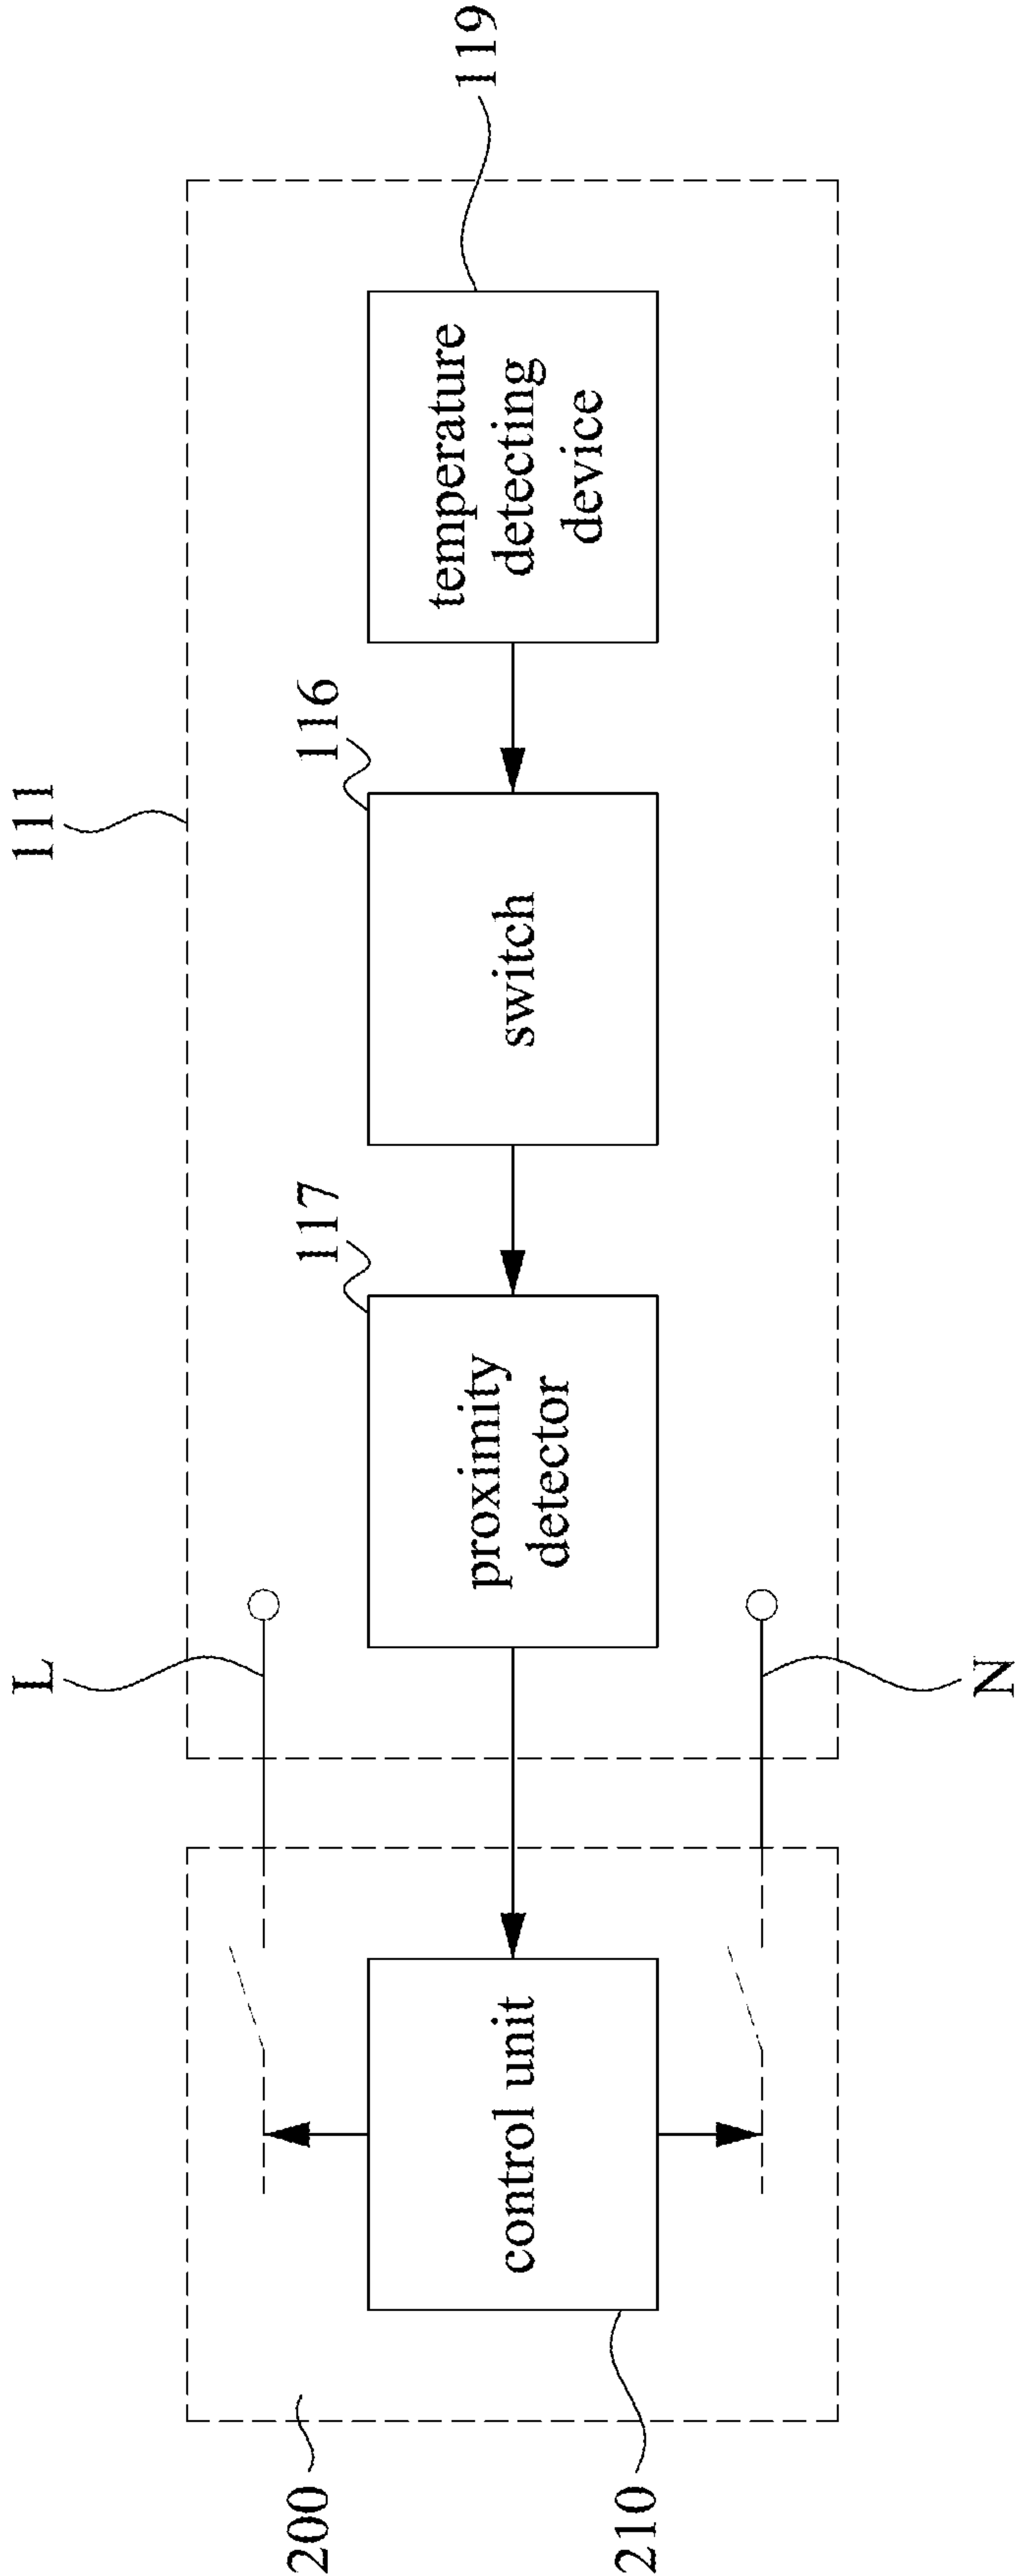 111
L
117
116
119
proximity
detector
switch
temperature
detecting
device
control unit
200
210
N